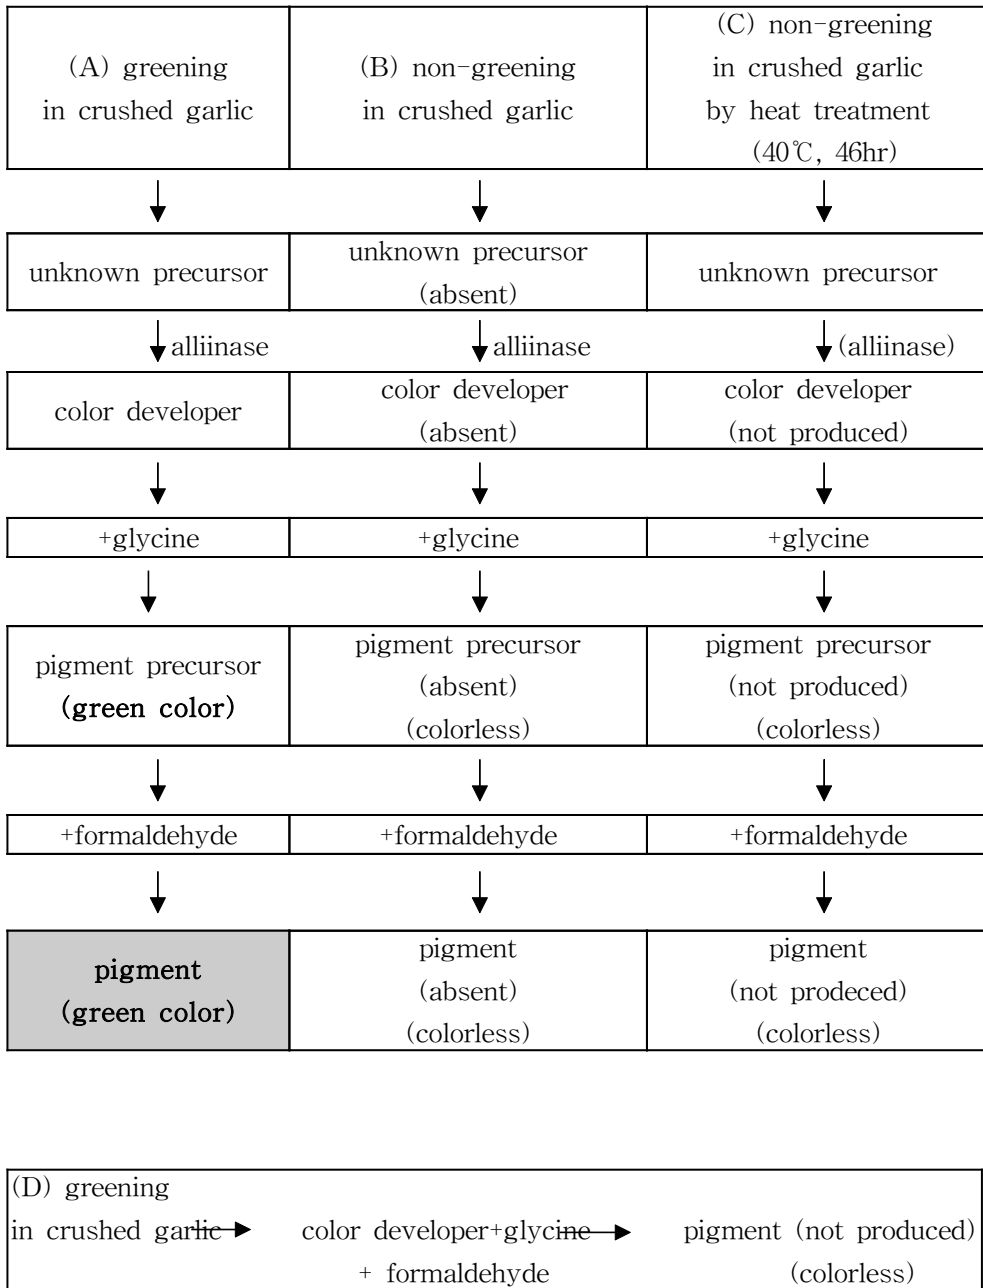 (A) greening
in crushed garlic
(B) non-greening
in crushed garlic
(C) non-greening
in crushed garlic
by heat treatment
(40℃, 46hr)
unknown precursor
unknown precursor
(absent)
unknown precursor
alliinase
alliinase
(alliinase)
color developer
color developer
(absent)
color developer
(not produced)
+glycine
+glycine
+glycine
pigment precursor
(green color)
pigment precursor
(absent)
(colorless)
pigment precursor
(not produced)
(colorless)
+formaldehyde
+formaldehyde
+formaldehyde
pigment
(green color)
pigment
(absent)
(colorless)
pigment
(not prodeced)
(colorless)
(D) greening
in crushed garlic
color developer+glycine
+ formaldehyde
pigment (not produced)
(colorless)